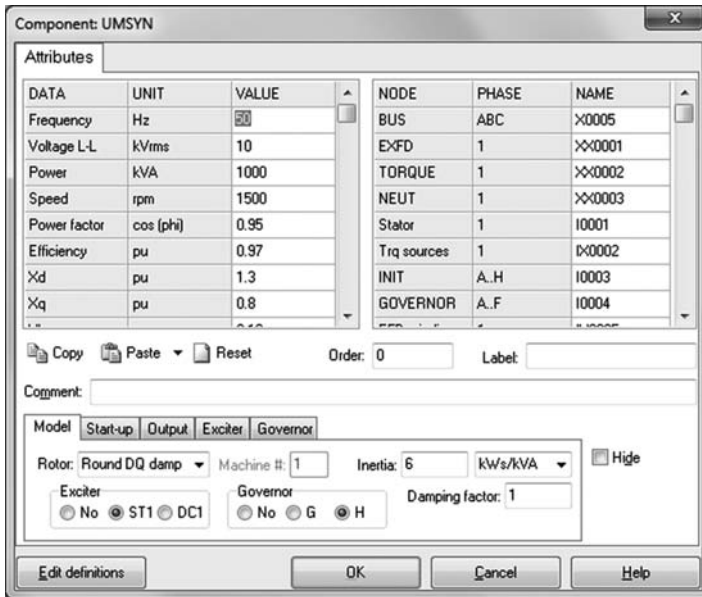 Component: UMSYN
Attributes
DATA UNIT VALUE
Frequency Hz 50
Voltage L-L kVrms 10
Power kVA 1000
Speed rpm 1500
Power factor cos (phi) 0.95
Efficiency pu 0.97
Xd pu 1.3
Xq pu 0.8
NODE PHASE NAME
BUS ABC X0005
EXFD 1 XX0001
TORQUE 1 XX0002
NEUT 1 XX0003
Stator 1 I0001
Trq sources 1 IX0002
INIT A..H I0003
GOVERNOR A..F I0004
Copy Paste Reset Order: 0 Label:
Comment:
Model Start-up Output Exciter Governor
Rotor: Round DQ damp Machine #: 1 Inertia: 6 kWs/kVA Hide
Exciter Governor Damping factor: 1
No ST1 DC1 No G H
Edit definitions OK Cancel Help